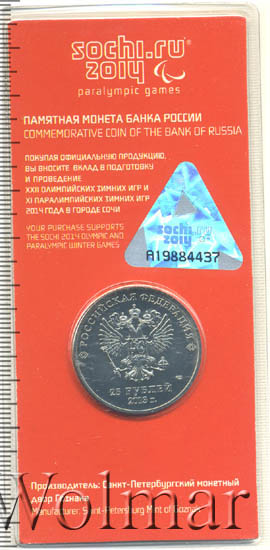 sochi.ru
2014
paralympic games
ПАМЯТНАЯ МОНЕТА БАНКА РОССИИ
COMMEMORATIVE COIN OF THE BANK OF RUSSIA
ПОКУПАЯ ОФИЦИАЛЬНУЮ ПРОДУКЦИЮ,
ВЫ ВНОСИТЕ ВКЛАД В ПОДГОТОВКУ
И ПРОВЕДЕНИЕ
XXII ОЛИМПИЙСКИХ ЗИМНИХ ИГР И
XI ПАРАЛИМПИЙСКИХ ЗИМНИХ ИГР
2014 ГОДА В ГОРОДЕ СОЧИ
YOUR PURCHASE SUPPORTS
THE SOCHI 2014 OLYMPIC AND
PARALYMPIC WINTER GAMES
sochi.ru
2014
A19884437
РОССИЙСКАЯ ФЕДЕРАЦИЯ
25 РУБЛЕЙ
2013 г.
Производитель: Санкт-Петербургский монетный
двор Гознака
Manufacturer: Saint-Petersburg Mint of Goznak
Wolmar